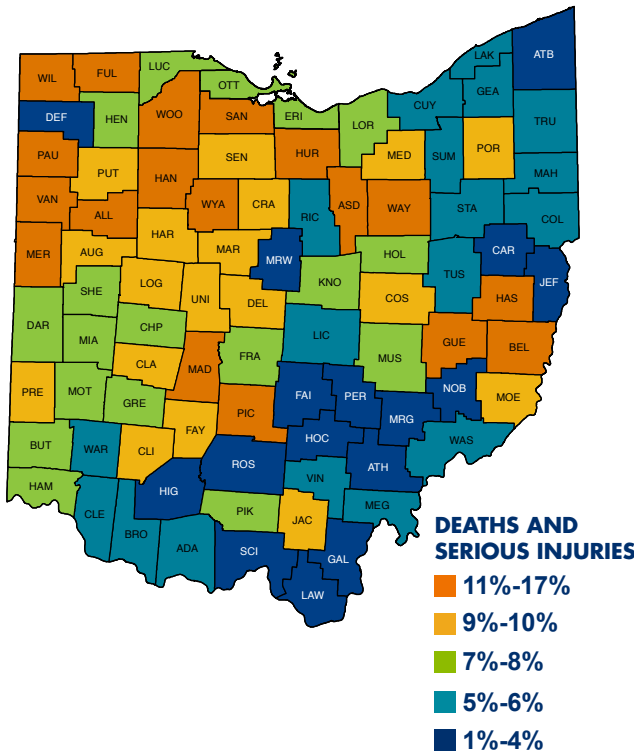 LAK
ATB
LUC
WIL
FUL
OTT
GEA
CUY
DEF
HEN
WOO
SAN
ERI
LOR
TRU
PAU
PUT
SEN
HUR
MED
SUM
POR
MAH
VAN
ALL
HAN
WYA
CRA
RIC
ASD
WAY
STA
COL
MER
AUG
HAR
MAR
MRW
HOL
TUS
CAR
JEF
SHE
LOG
UNI
DEL
KNO
COS
HAS
DAR
MIA
CHP
LIC
MUS
GUE
BEL
CLA
MAD
FRA
PRE
MOT
GRE
FAI
PER
NOB
MOE
FAY
PIC
MRG
BUT
WAR
CLI
HOC
WAS
ROS
ATH
HAM
HIG
VIN
MEG
CLE
PIK
JAC
BRO
ADA
SCI
GAL
LAW
DEATHS AND
SERIOUS INJURIES
11%-17%
9%-10%
7%-8%
5%-6%
1%-4%